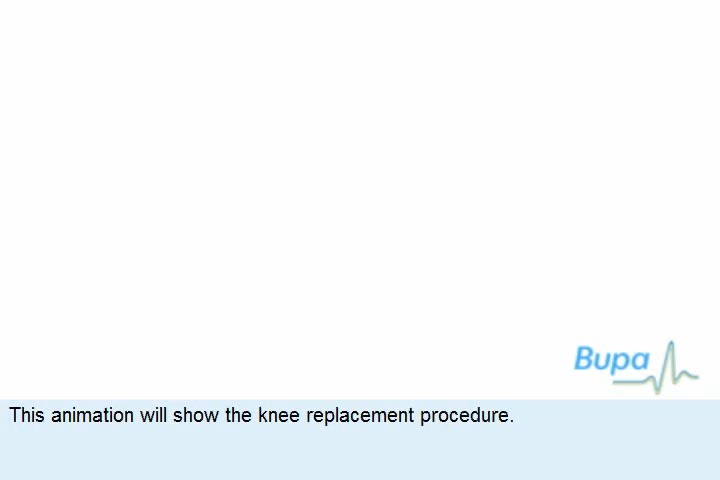 Bupa
This animation will show the knee replacement procedure.